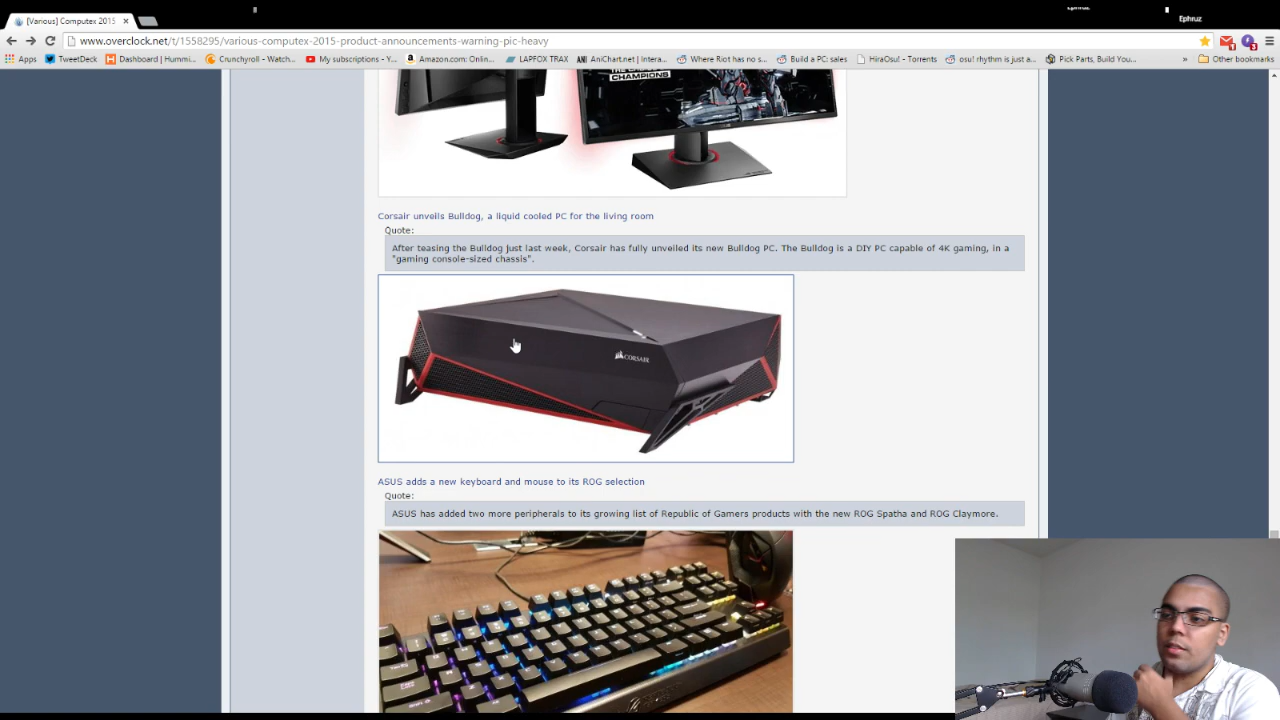 Ephruz
[Various] Computex 2015
www.overclock.net/t/1558295/various-computex-2015-product-announcements-warning-pic-heavy
Apps TweetDeck Dashboard | Hummi... Crunchyroll - Watch... My subscriptions - Y... Amazon.com: Onlin... LAPFOX TRAX AniChart.net | Intera... Where Riot has no s... Build a PC: sales HiraOsu! - Torrents osu! rhythm is just a... Pick Parts, Build You... » Other bookmarks
CHAMPIONS
Corsair unveils Bulldog, a liquid cooled PC for the living room
Quote:
After teasing the Bulldog just last week, Corsair has fully unveiled its new Bulldog PC. The Bulldog is a DIY PC capable of 4K gaming, in a
"gaming console-sized chassis".
CORSAIR
ASUS adds a new keyboard and mouse to its ROG selection
Quote:
ASUS has added two more peripherals to its growing list of Republic of Gamers products with the new ROG Spatha and ROG Claymore.